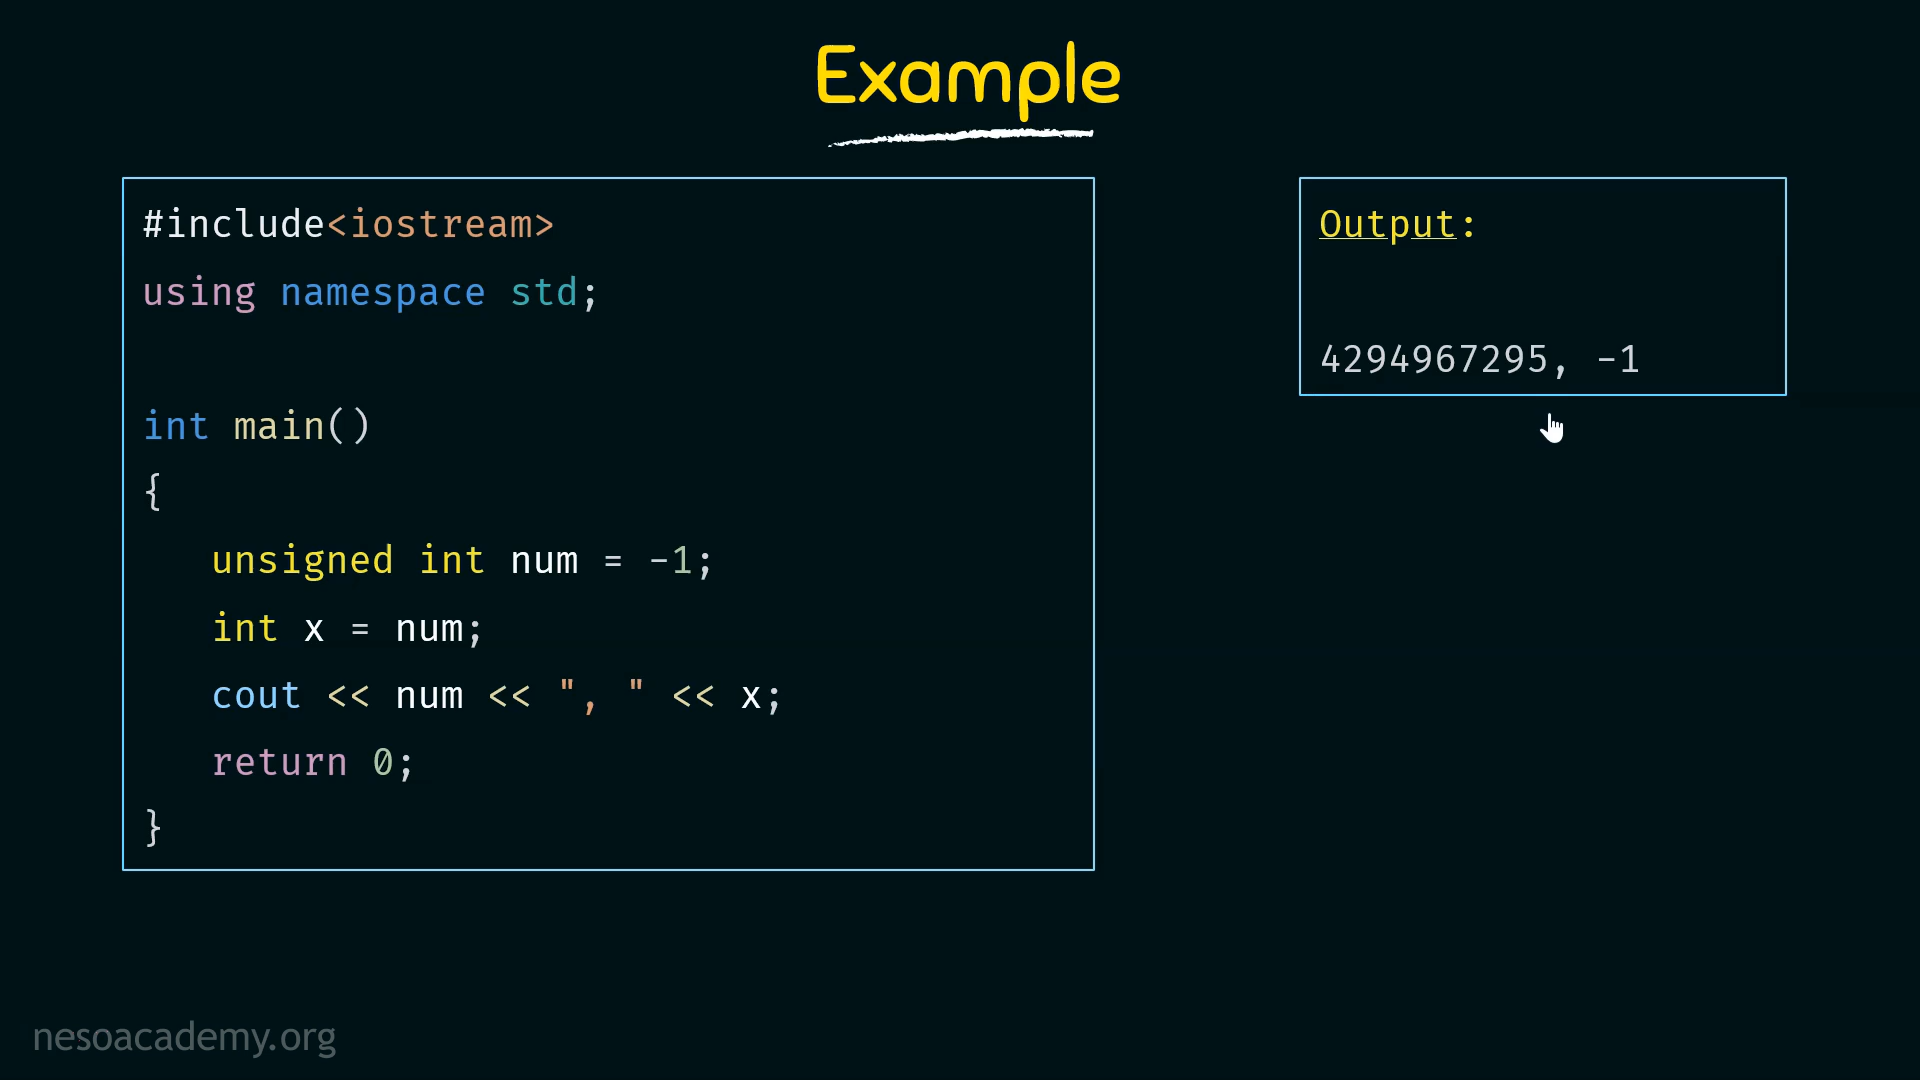 Example
#include<iostream>
using namespace std;
int main()
{
unsigned int num = -1;
int x = num;
cout << num << ", " << x;
return 0;
}
Output:
4294967295, -1
nesoacademy.org